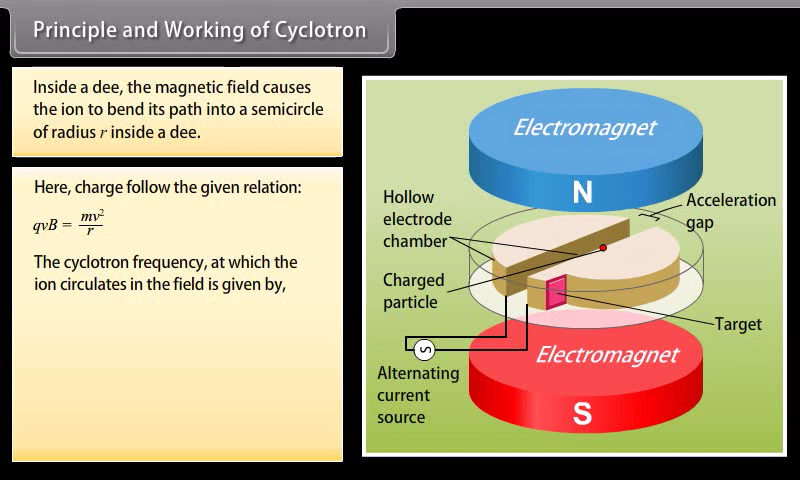 Principle and Working of Cyclotron
Inside a dee, the magnetic field causes
the ion to bend its path into a semicircle
of radius r inside a dee.
Here, charge follow the given relation:
qvB = mv²/r
The cyclotron frequency, at which the
ion circulates in the field is given by,
Electromagnet
N
Hollow
electrode
chamber
Acceleration
gap
Charged
particle
Target
Electromagnet
Alternating
current
source
S